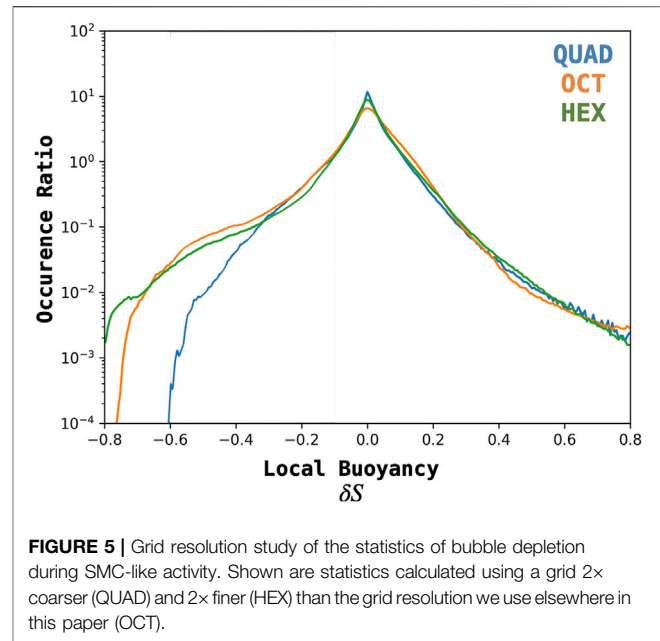 10²
10¹
10⁰
10⁻¹
10⁻²
10⁻³
10⁻⁴
Occurence Ratio
QUAD
OCT
HEX
−0.8 −0.6 −0.4 −0.2 0.0 0.2 0.4 0.6 0.8
Local Buoyancy
δS
FIGURE 5 | Grid resolution study of the statistics of bubble depletion
during SMC-like activity. Shown are statistics calculated using a grid 2×
coarser (QUAD) and 2× finer (HEX) than the grid resolution we use elsewhere in
this paper (OCT).